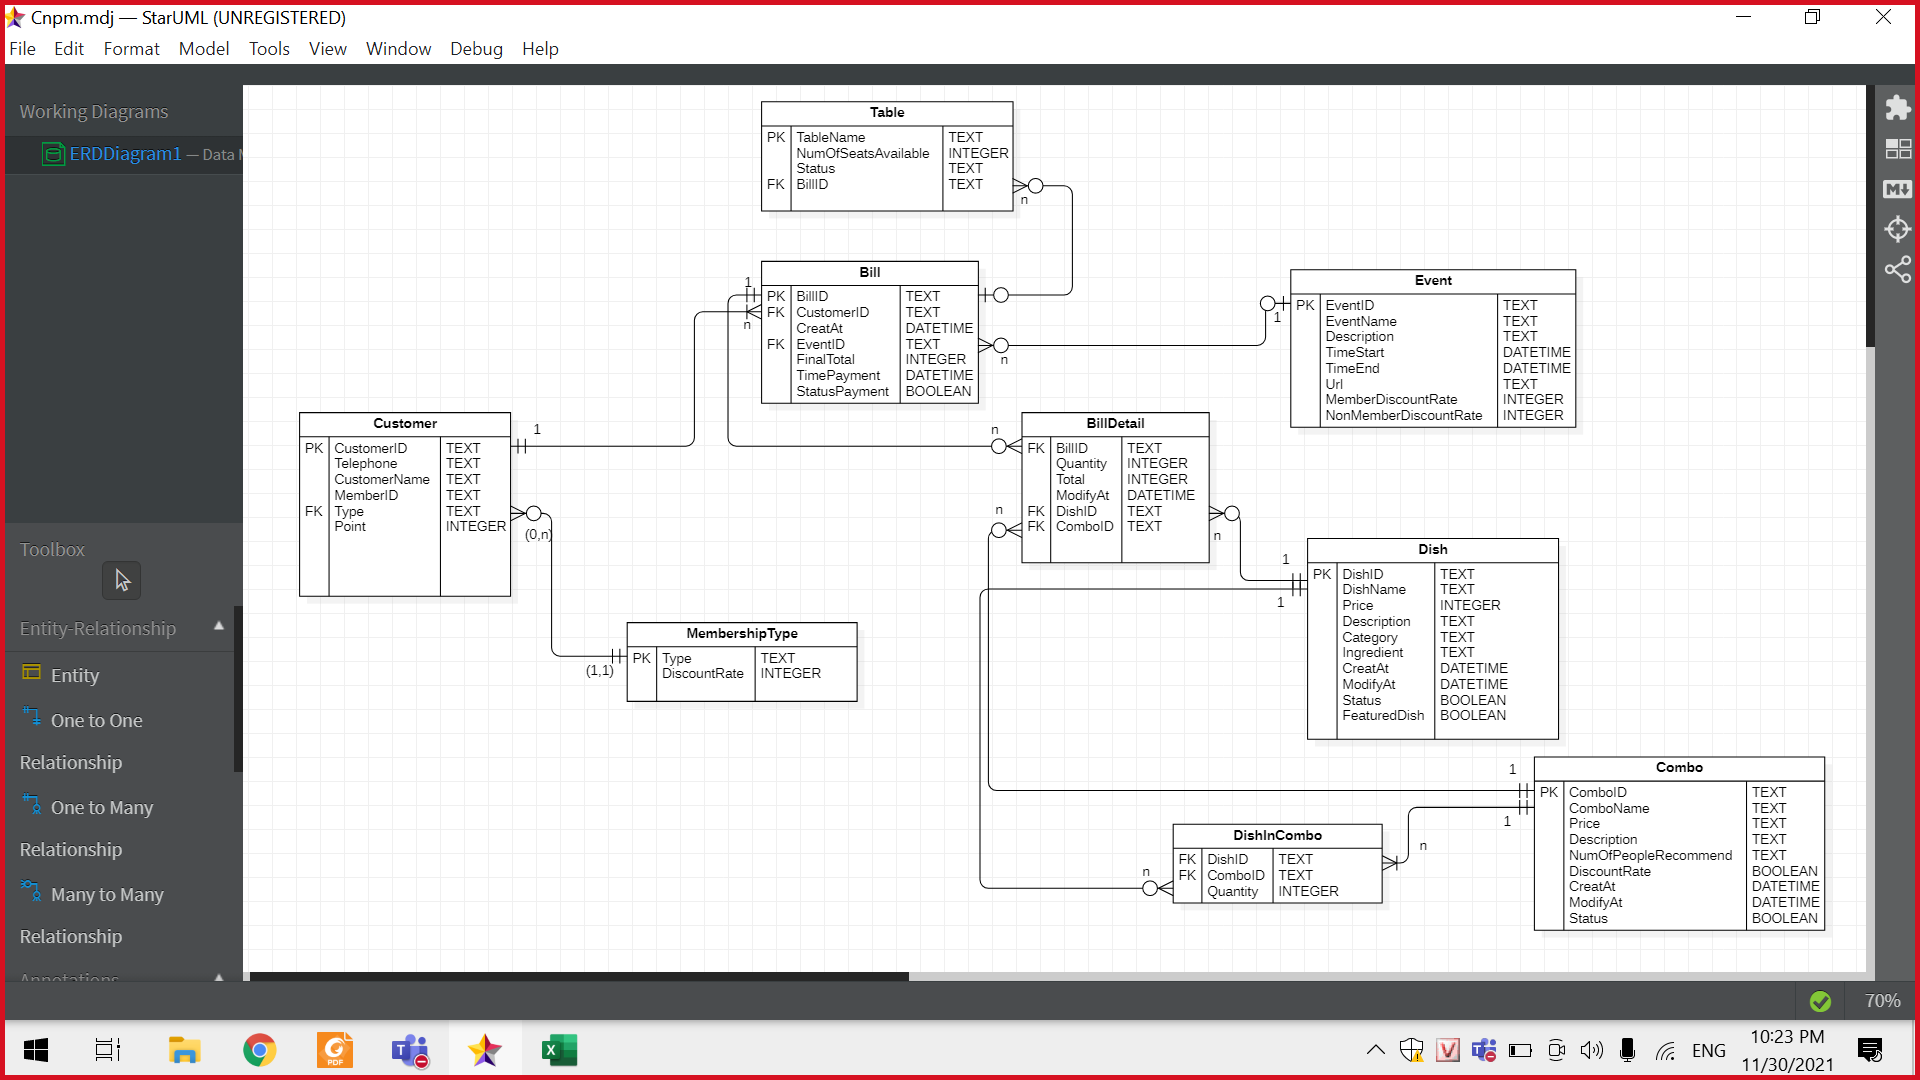 Cnpm.mdj — StarUML (UNREGISTERED)
File Edit Format Model Tools View Window Debug Help
Working Diagrams
ERDDiagram1 — Data M
Toolbox
Entity-Relationship
Entity
One to One
Relationship
One to Many
Relationship
Many to Many
Relationship
Annotations
Table
PK TableName TEXT
NumOfSeatsAvailable INTEGER
Status TEXT
FK BillID TEXT
n
Bill
1
PK BillID TEXT
FK CustomerID TEXT
n
CreatAt DATETIME
FK EventID TEXT
FinalTotal INTEGER
n
TimePayment DATETIME
StatusPayment BOOLEAN
Event
PK EventID TEXT
1
EventName TEXT
Description TEXT
TimeStart DATETIME
TimeEnd DATETIME
Url TEXT
MemberDiscountRate INTEGER
NonMemberDiscountRate INTEGER
Customer
1
PK CustomerID TEXT
Telephone TEXT
CustomerName TEXT
MemberID TEXT
FK Type TEXT
Point INTEGER
(0,n)
BillDetail
n
FK BillID TEXT
Quantity INTEGER
Total INTEGER
ModifyAt DATETIME
n
FK DishID TEXT
FK ComboID TEXT
n
MembershipType
PK Type TEXT
(1,1)
DiscountRate INTEGER
Dish
1
PK DishID TEXT
DishName TEXT
1
Price INTEGER
Description TEXT
Category TEXT
Ingredient TEXT
CreatAt DATETIME
ModifyAt DATETIME
Status BOOLEAN
FeaturedDish BOOLEAN
Combo
1
PK ComboID TEXT
ComboName TEXT
1
Price TEXT
Description TEXT
NumOfPeopleRecommend TEXT
DiscountRate BOOLEAN
CreatAt DATETIME
ModifyAt DATETIME
Status BOOLEAN
DishInCombo
n
FK DishID TEXT
n
FK ComboID TEXT
Quantity INTEGER
70%
PDF
ENG
10:23 PM
11/30/2021